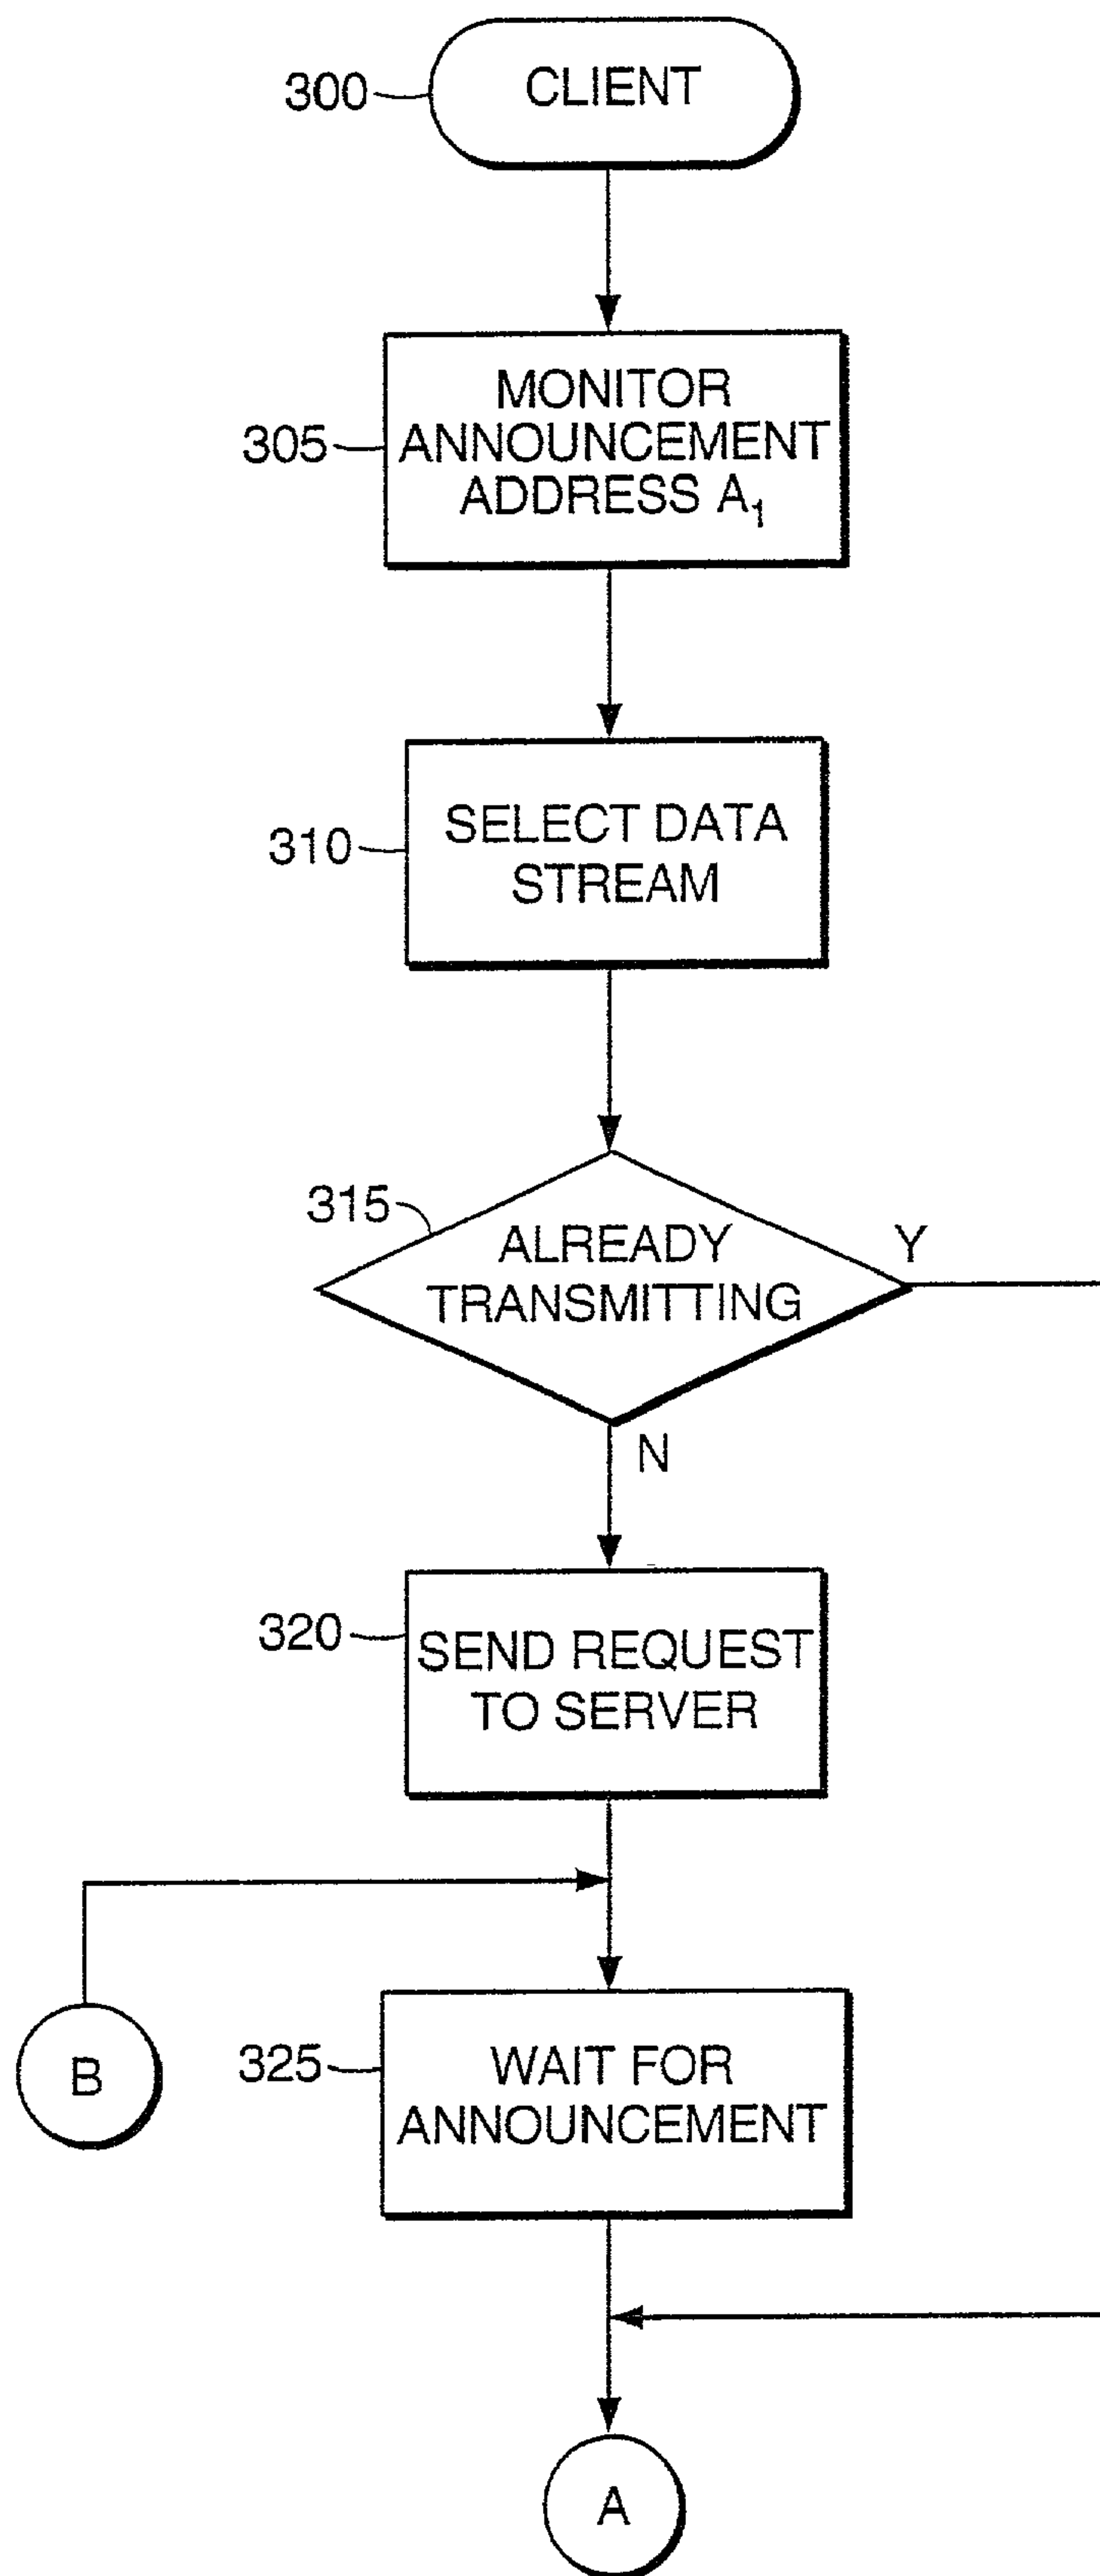 300
CLIENT
305
MONITOR
ANNOUNCEMENT
ADDRESS A₁
310
SELECT DATA
STREAM
315
ALREADY
TRANSMITTING
Y
N
320
SEND REQUEST
TO SERVER
B
325
WAIT FOR
ANNOUNCEMENT
A